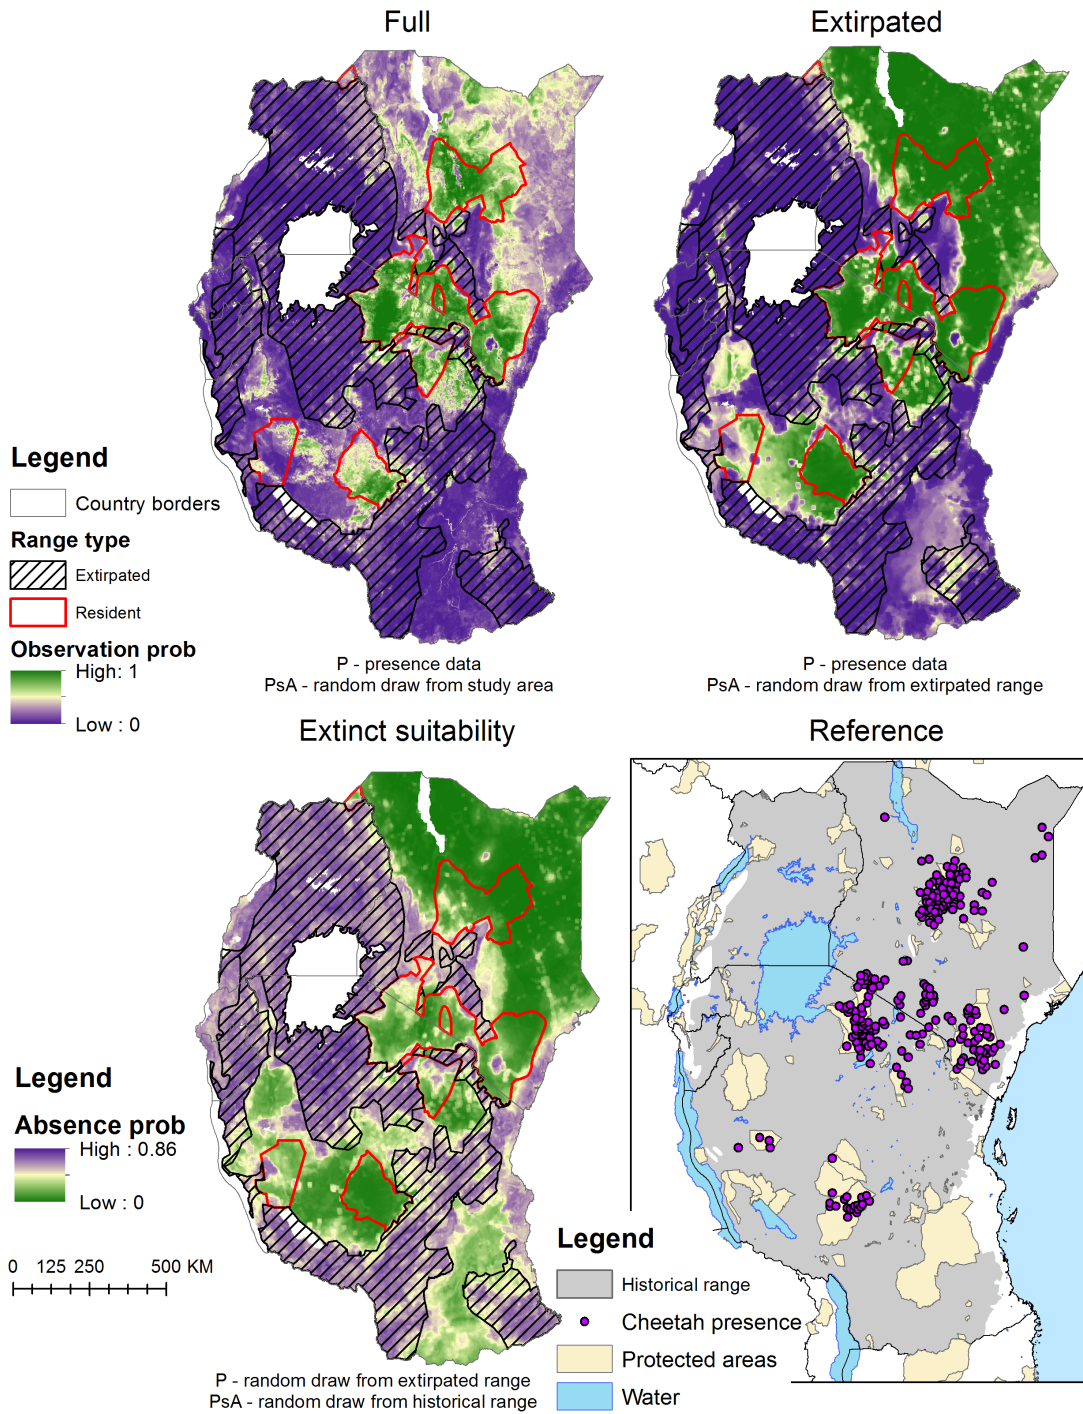 Full
Extirpated
Legend
Country borders
Range type
Extirpated
Resident
Observation prob
High: 1
Low : 0
P - presence data
PsA - random draw from study area
P - presence data
PsA - random draw from extirpated range
Extinct suitability
Reference
Legend
Absence prob
High : 0.86
Low : 0
0 125 250 500 KM
P - random draw from extirpated range
PsA - random draw from historical range
Legend
Historical range
Cheetah presence
Protected areas
Water